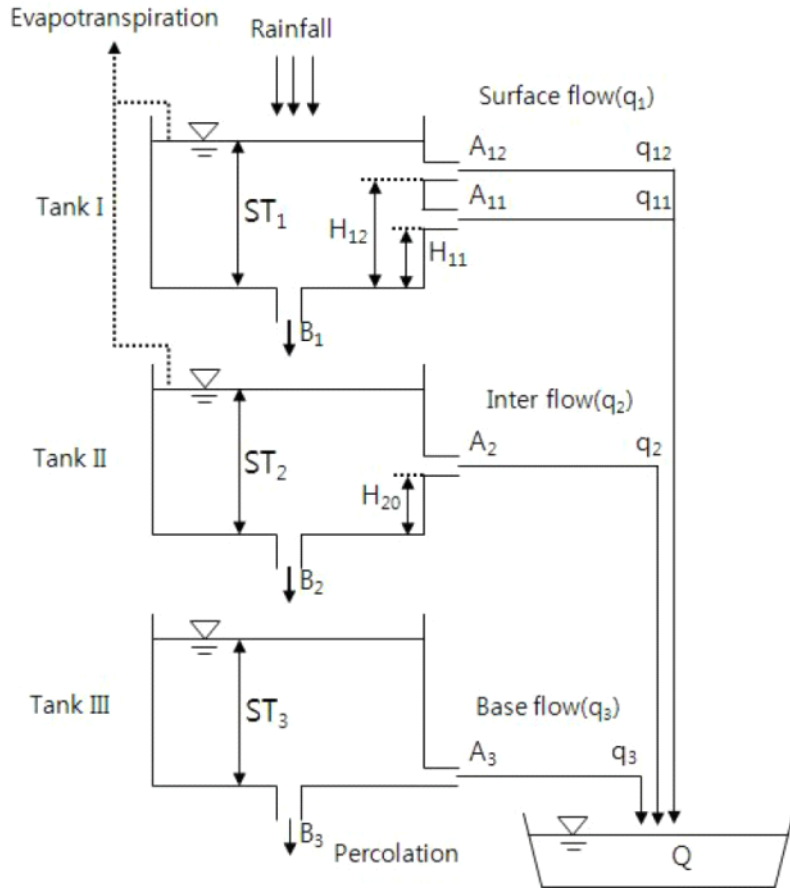 Evapotranspiration
Rainfall
Surface flow(q₁)
A₁₂ q₁₂
Tank Ⅰ
ST₁
A₁₁ q₁₁
H₁₂
H₁₁
B₁
Inter flow(q₂)
Tank Ⅱ
ST₂
A₂ q₂
H₂₀
B₂
Tank Ⅲ
ST₃
Base flow(q₃)
A₃ q₃
B₃ Percolation
Q